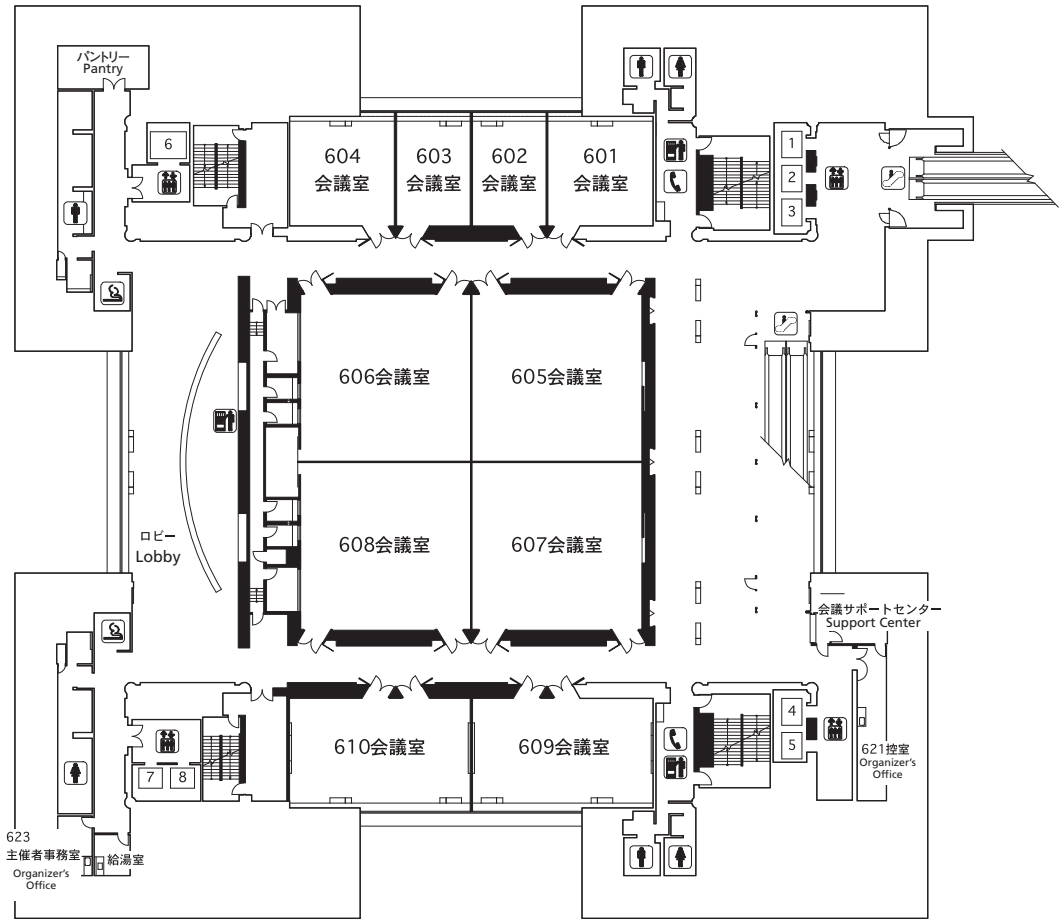 パントリー
Pantry
6
604
会議室
603
会議室
602
会議室
601
会議室
1
2
3
606会議室
605会議室
ロビー
Lobby
608会議室
607会議室
会議サポートセンター
Support Center
610会議室
609会議室
4
5
621控室
Organizer's
Office
7
8
623
主催者事務室
Organizer's
Office
給湯室